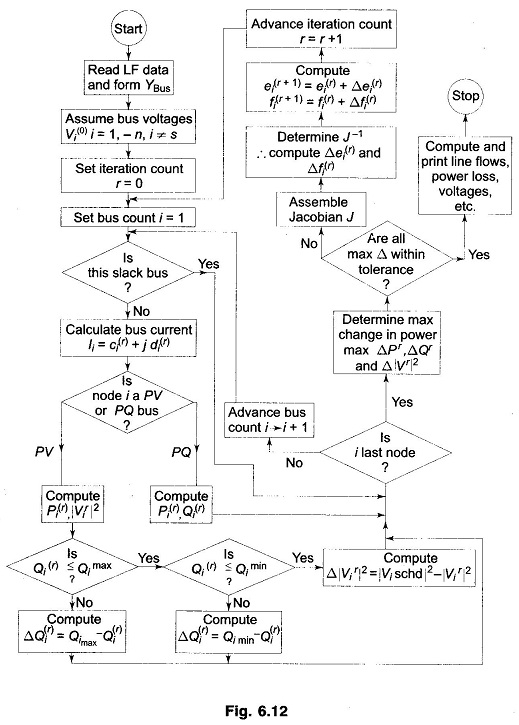 Start
Read LF data
and form Y_Bus
Assume bus voltages
V_i^(0) i = 1, – n, i ≠ s
Set iteration count
r = 0
Set bus count i = 1
Is
this slack bus
?
Yes
No
Calculate bus current
I_i = c_i^(r) + j d_i^(r)
Is
node i a PV
or PQ bus
?
PV
PQ
Compute
P_i^(r), |V_i^r|^2
Compute
P_i^(r), Q_i^(r)
Is
Q_i^(r) ≤ Q_i^max
?
Yes
No
Is
Q_i^(r) ≤ Q_i^min
?
Yes
No
Compute
ΔQ_i^(r) = Q_imax – Q_i^(r)
Compute
ΔQ_i^(r) = Q_i min – Q_i^(r)
Compute
Δ|V_i^r|^2 = |V_i schd|^2 – |V_i^r|^2
Is
i last node
?
No
Yes
Advance bus
count i → i + 1
Determine max
change in power
max ΔP^r, ΔQ^r
and Δ|V^r|^2
Are all
max Δ within
tolerance
?
No
Yes
Assemble
Jacobian J
Determine J^–1
∴ compute Δe_i^(r) and
Δf_i^(r)
Compute
e_i^(r + 1) = e_i^(r) + Δe_i^(r)
f_i^(r + 1) = f_i^(r) + Δf_i^(r)
Advance iteration count
r = r +1
Compute and
print line flows,
power loss,
voltages,
etc.
Stop
Fig. 6.12